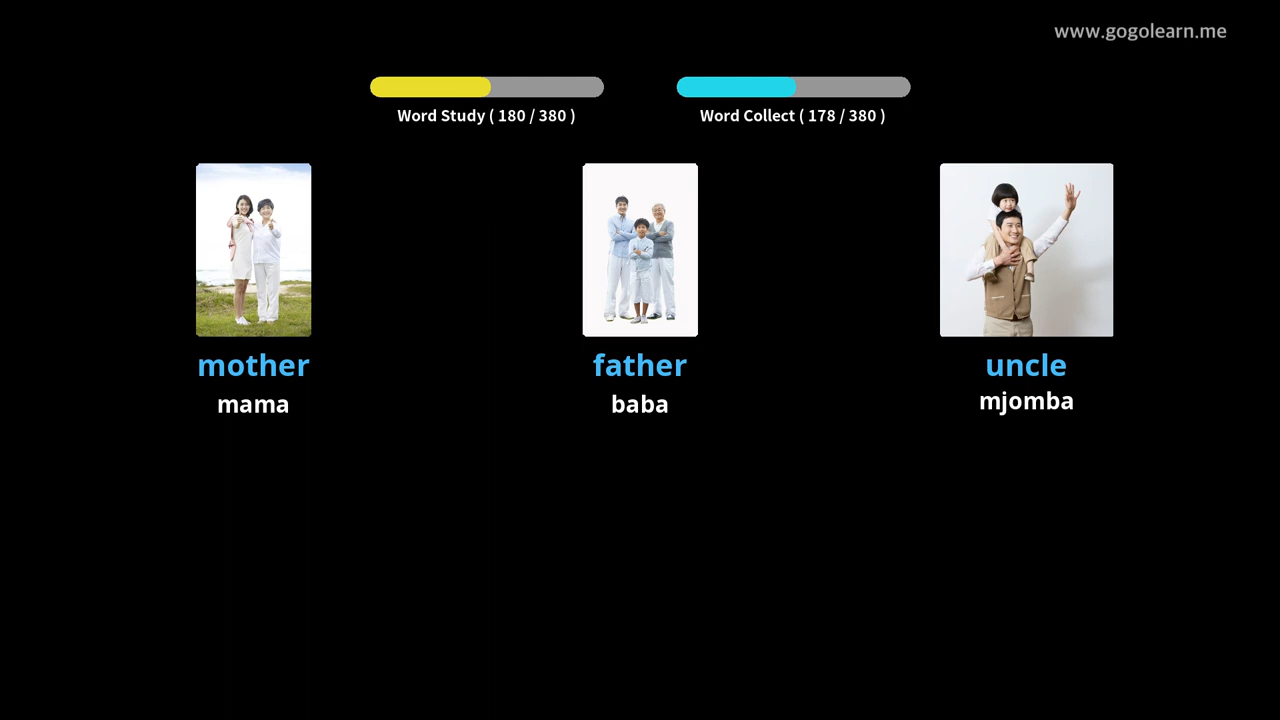 www.gogolearn.me
Word Study ( 180 / 380 )
Word Collect ( 178 / 380 )
mother
mama
father
baba
uncle
mjomba